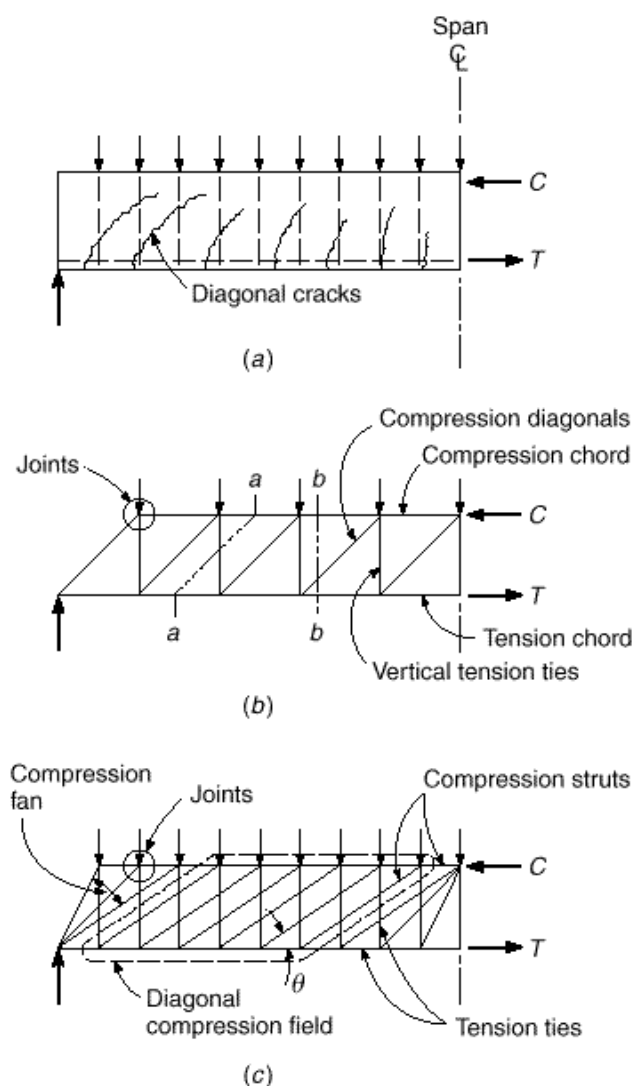 Span
℄
C
T
Diagonal cracks
(a)
Compression diagonals
Compression chord
Joints
a
b
C
T
a
b
Tension chord
Vertical tension ties
(b)
Compression
fan
Joints
Compression struts
C
T
θ
Diagonal
compression field
Tension ties
(c)